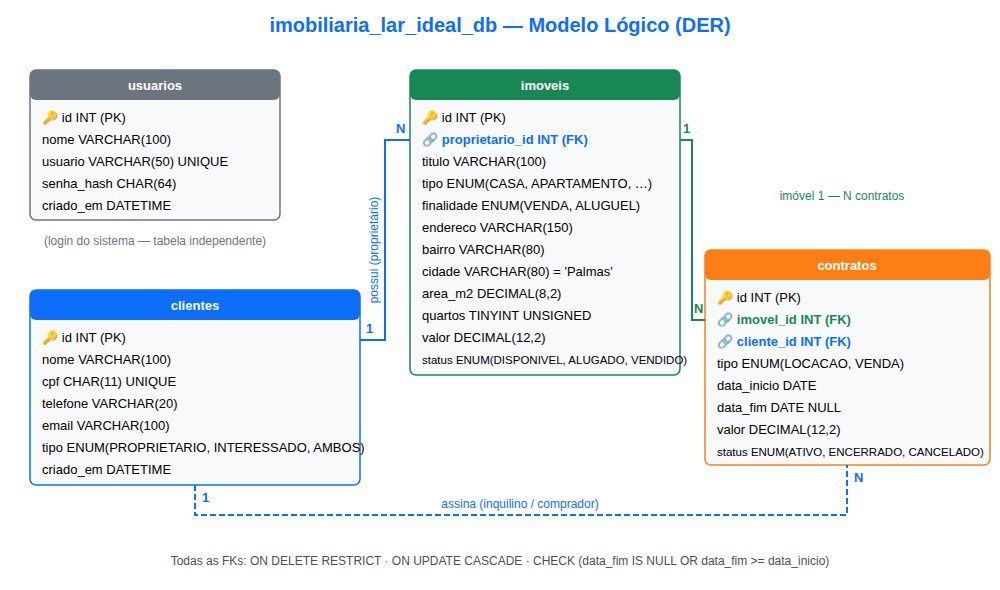 imobiliaria_lar_ideal_db — Modelo Lógico (DER)
usuarios
🔑 id INT (PK)
nome VARCHAR(100)
usuario VARCHAR(50) UNIQUE
senha_hash CHAR(64)
criado_em DATETIME
(login do sistema — tabela independente)
clientes
🔑 id INT (PK)
nome VARCHAR(100)
cpf CHAR(11) UNIQUE
telefone VARCHAR(20)
email VARCHAR(100)
tipo ENUM(PROPRIETARIO, INTERESSADO, AMBOS)
criado_em DATETIME
N
possui (proprietário)
1
imoveis
🔑 id INT (PK)
🔗 proprietario_id INT (FK)
titulo VARCHAR(100)
tipo ENUM(CASA, APARTAMENTO, …)
finalidade ENUM(VENDA, ALUGUEL)
endereco VARCHAR(150)
bairro VARCHAR(80)
cidade VARCHAR(80) = 'Palmas'
area_m2 DECIMAL(8,2)
quartos TINYINT UNSIGNED
valor DECIMAL(12,2)
status ENUM(DISPONIVEL, ALUGADO, VENDIDO)
1
imóvel 1 — N contratos
N
contratos
🔑 id INT (PK)
🔗 imovel_id INT (FK)
🔗 cliente_id INT (FK)
tipo ENUM(LOCACAO, VENDA)
data_inicio DATE
data_fim DATE NULL
valor DECIMAL(12,2)
status ENUM(ATIVO, ENCERRADO, CANCELADO)
1
assina (inquilino / comprador)
N
Todas as FKs: ON DELETE RESTRICT · ON UPDATE CASCADE · CHECK (data_fim IS NULL OR data_fim >= data_inicio)